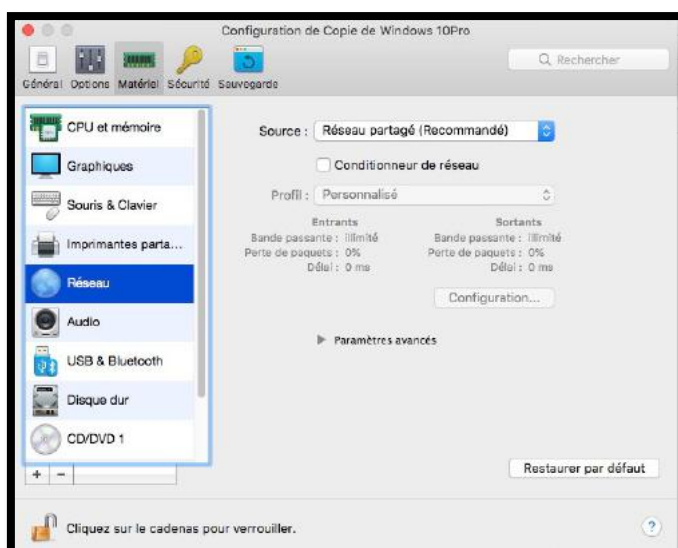 Configuration de Copie de Windows 10Pro
Général Options Matériel Sécurité Sauvegarde
Rechercher
CPU et mémoire
Graphiques
Souris & Clavier
Imprimantes parta...
Réseau
Audio
USB & Bluetooth
Disque dur
CD/DVD 1
+ -
Source : Réseau partagé (Recommandé)
Conditionneur de réseau
Profil : Personnalisé
Entrants Sortants
Bande passante : illimité Bande passante : illimité
Perte de paquets : 0% Perte de paquets : 0%
Délai : 0 ms Délai : 0 ms
Configuration...
Paramètres avancés
Restaurer par défaut
Cliquez sur le cadenas pour verrouiller.
?